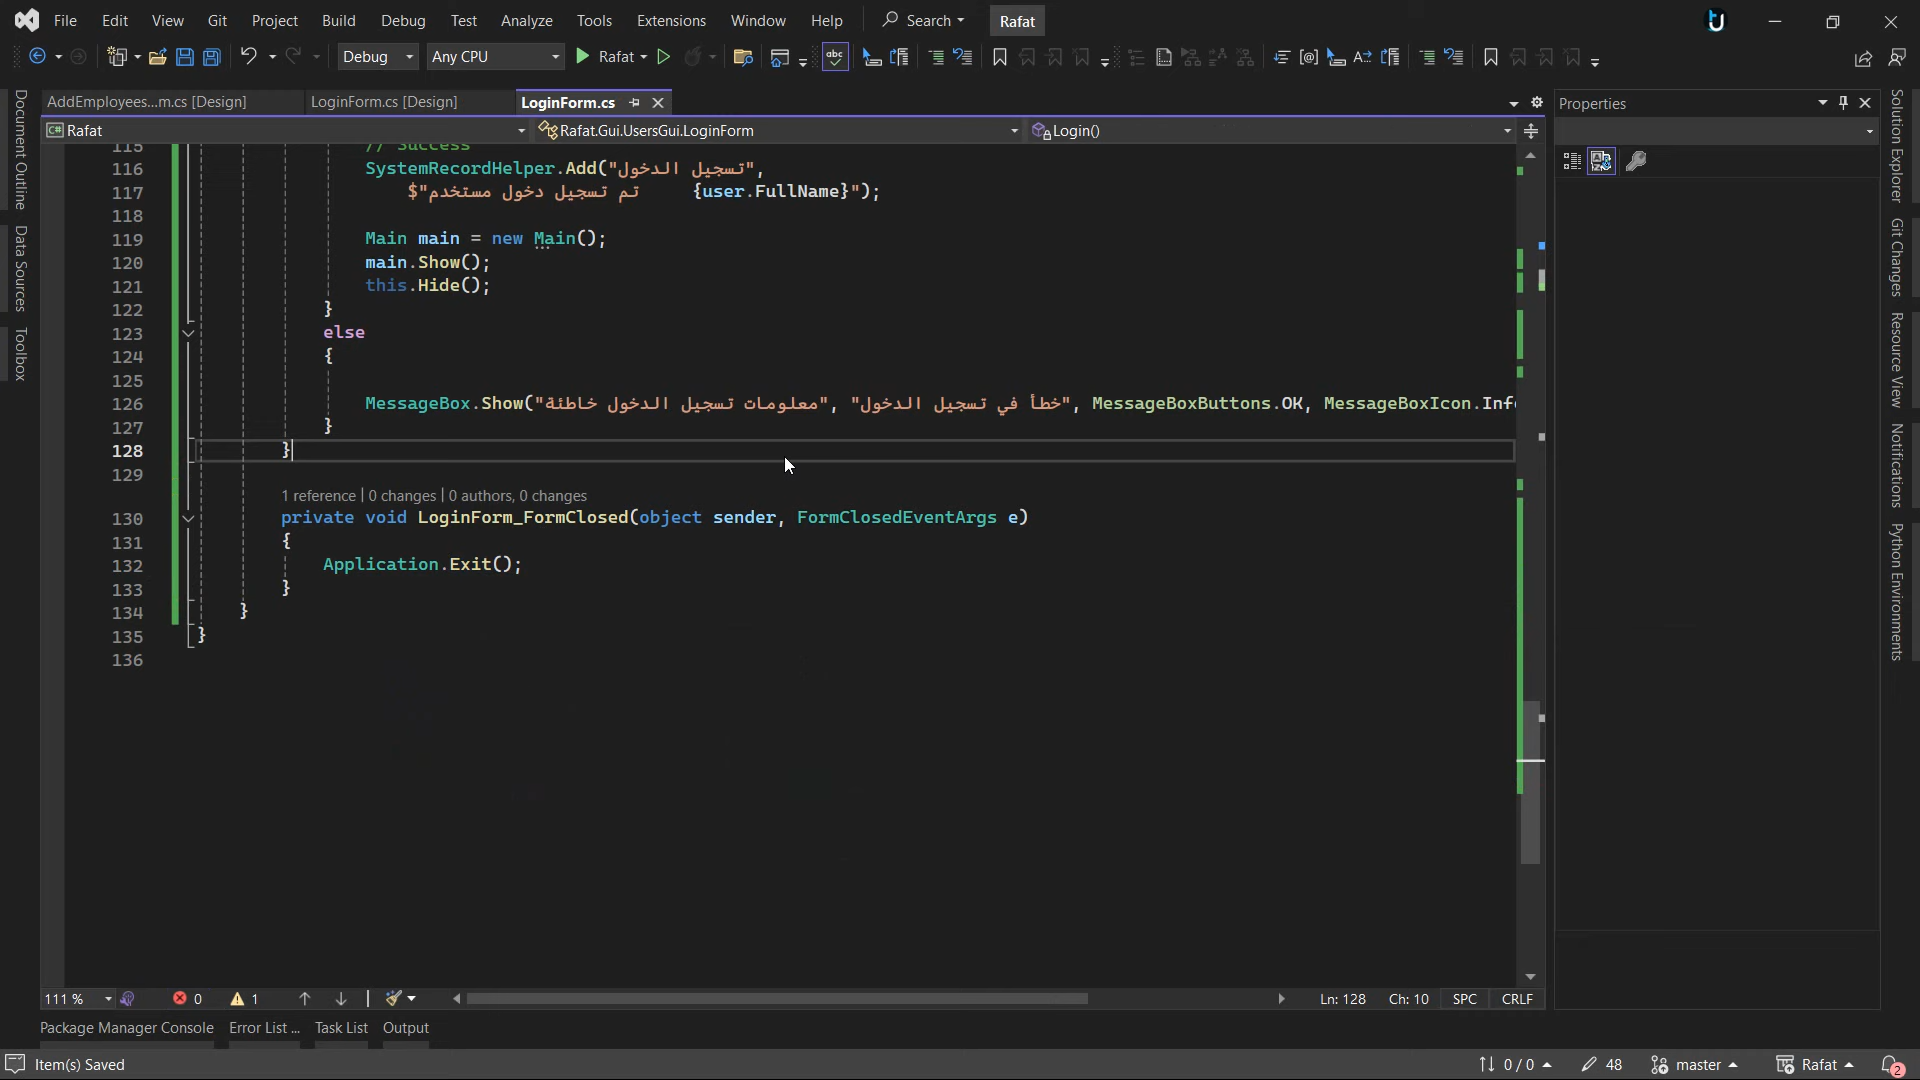 File Edit View Git Project Build Debug Test Analyze Tools Extensions Window Help Search Rafat
Debug Any CPU Rafat
AddEmployees...m.cs [Design] LoginForm.cs [Design] LoginForm.cs
Properties
C# Rafat Rafat.Gui.UsersGui.LoginForm Login()
Document Outline
Data Sources
Toolbox
115 // Success
116 SystemRecordHelper.Add("تسجيل الدخول",
117 $"تم تسجيل دخول مستخدم {user.FullName}");
118
119 Main main = new Main();
120 main.Show();
121 this.Hide();
122 }
123 else
124 {
125
126 MessageBox.Show("معلومات تسجيل الدخول خاطئة", "خطأ في تسجيل الدخول", MessageBoxButtons.OK, MessageBoxIcon.Inf
127 }
128 }
129
1 reference | 0 changes | 0 authors, 0 changes
130 private void LoginForm_FormClosed(object sender, FormClosedEventArgs e)
131 {
132 Application.Exit();
133 }
134 }
135 }
136
Solution Explorer
Git Changes
Resource View
Notifications
Python Environments
111 % 0 1 Ln: 128 Ch: 10 SPC CRLF
Package Manager Console Error List ... Task List Output
Item(s) Saved 0 / 0 48 master Rafat 2